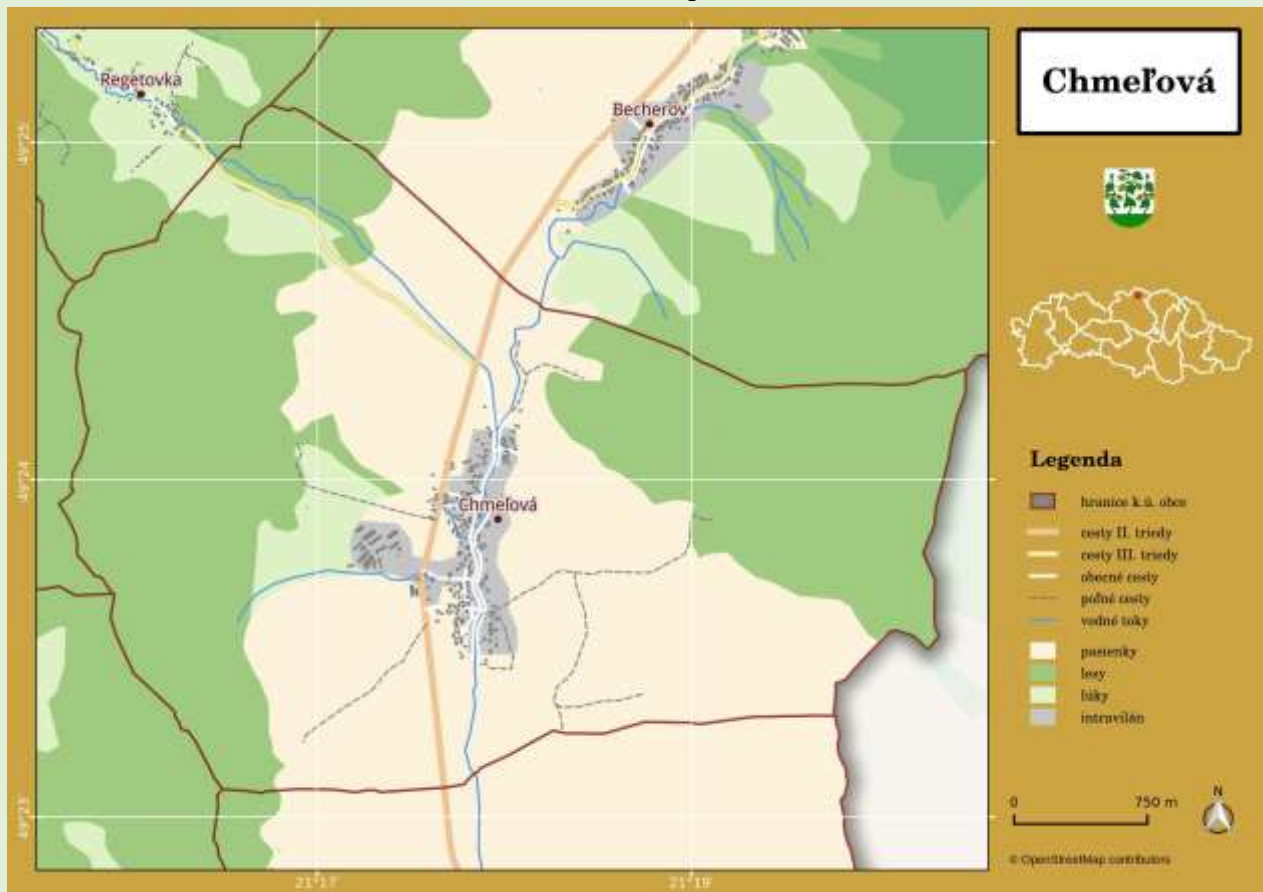 Chmeľová
Regetovka
Becherov
Chmeľová
49°25'
49°24'
49°23'
21°17'
21°19'
Legenda
hranice k.ú. obce
cesty II. triedy
cesty III. triedy
obecné cesty
poľné cesty
vodné toky
pasienky
lesy
lúky
intravilán
0 750 m
N
© OpenStreetMap contributors